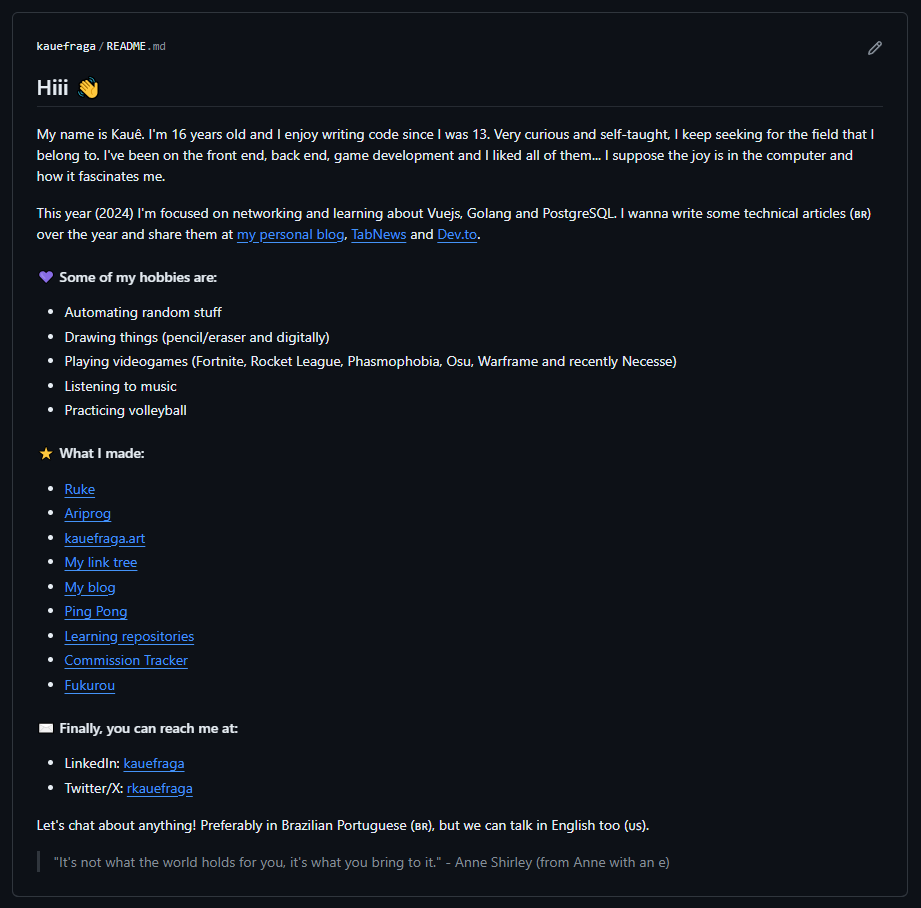 kauefraga/README.md
Hiii 👋
My name is Kauê. I'm 16 years old and I enjoy writing code since I was 13. Very curious and self-taught, I keep seeking for the field that I
belong to. I've been on the front end, back end, game development and I liked all of them... I suppose the joy is in the computer and
how it fascinates me.
This year (2024) I'm focused on networking and learning about Vuejs, Golang and PostgreSQL. I wanna write some technical articles (🇧🇷)
over the year and share them at my personal blog, TabNews and Dev.to.
💜 Some of my hobbies are:
• Automating random stuff
• Drawing things (pencil/eraser and digitally)
• Playing videogames (Fortnite, Rocket League, Phasmophobia, Osu, Warframe and recently Necesse)
• Listening to music
• Practicing volleyball
⭐ What I made:
• Ruke
• Ariprog
• kauefraga.art
• My link tree
• My blog
• Ping Pong
• Learning repositories
• Commission Tracker
• Fukurou
✉️ Finally, you can reach me at:
• LinkedIn: kauefraga
• Twitter/X: rkauefraga
Let's chat about anything! Preferably in Brazilian Portuguese (🇧🇷), but we can talk in English too (🇺🇸).
"It's not what the world holds for you, it's what you bring to it." - Anne Shirley (from Anne with an e)